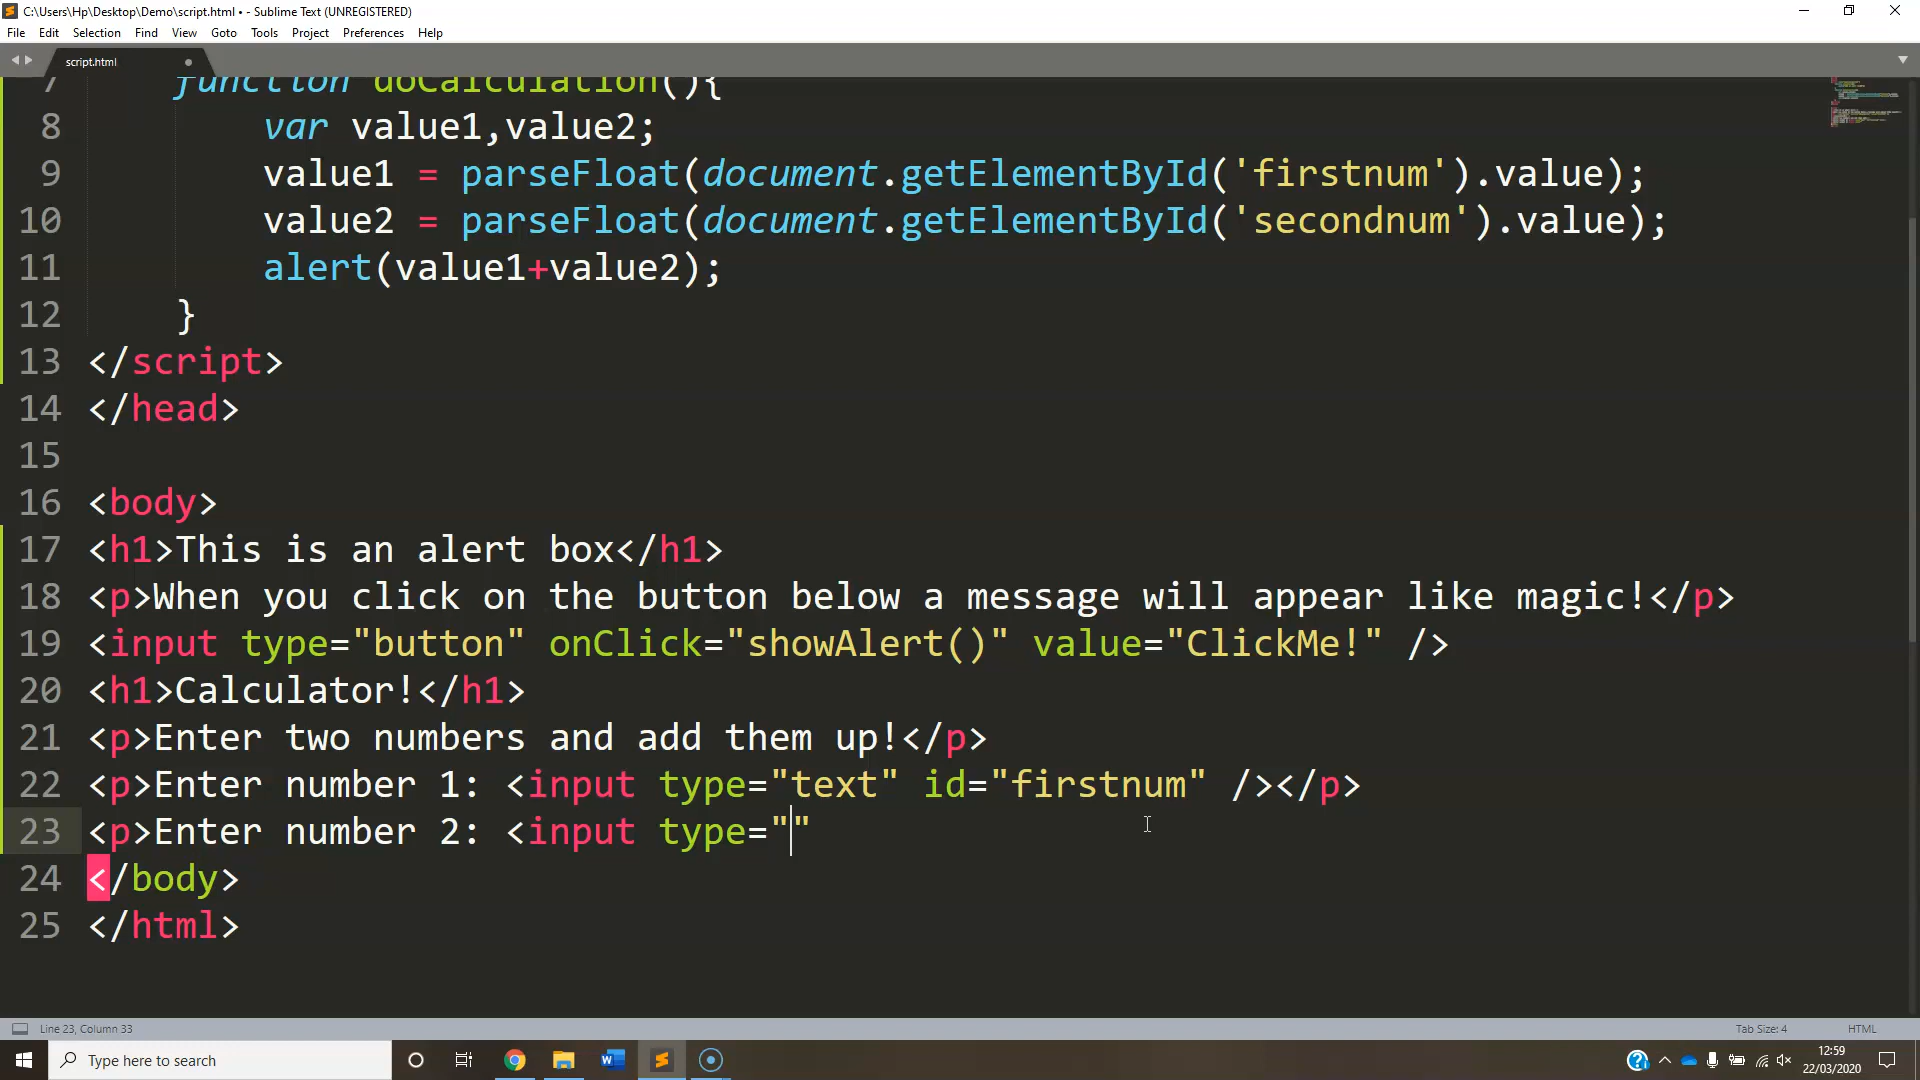 C:\Users\Hp\Desktop\Demo\script.html • - Sublime Text (UNREGISTERED)
File Edit Selection Find View Goto Tools Project Preferences Help
script.html
7 function doCalculation(){
8 var value1,value2;
9 value1 = parseFloat(document.getElementById('firstnum').value);
10 value2 = parseFloat(document.getElementById('secondnum').value);
11 alert(value1+value2);
12 }
13 </script>
14 </head>
15
16 <body>
17 <h1>This is an alert box</h1>
18 <p>When you click on the button below a message will appear like magic!</p>
19 <input type="button" onClick="showAlert()" value="ClickMe!" />
20 <h1>Calculator!</h1>
21 <p>Enter two numbers and add them up!</p>
22 <p>Enter number 1: <input type="text" id="firstnum" /></p>
23 <p>Enter number 2: <input type=""
24 </body>
25 </html>
Line 23, Column 33 Tab Size: 4 HTML
Type here to search
12:59
22/03/2020